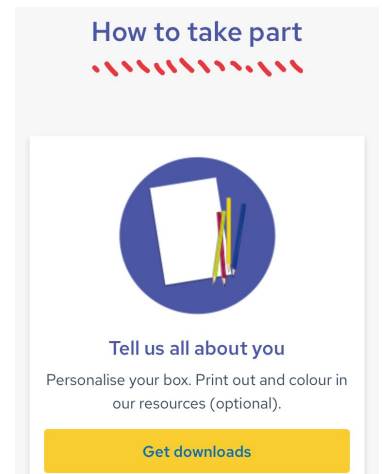 How to take part
Tell us all about you
Personalise your box. Print out and colour in
our resources (optional).
Get downloads